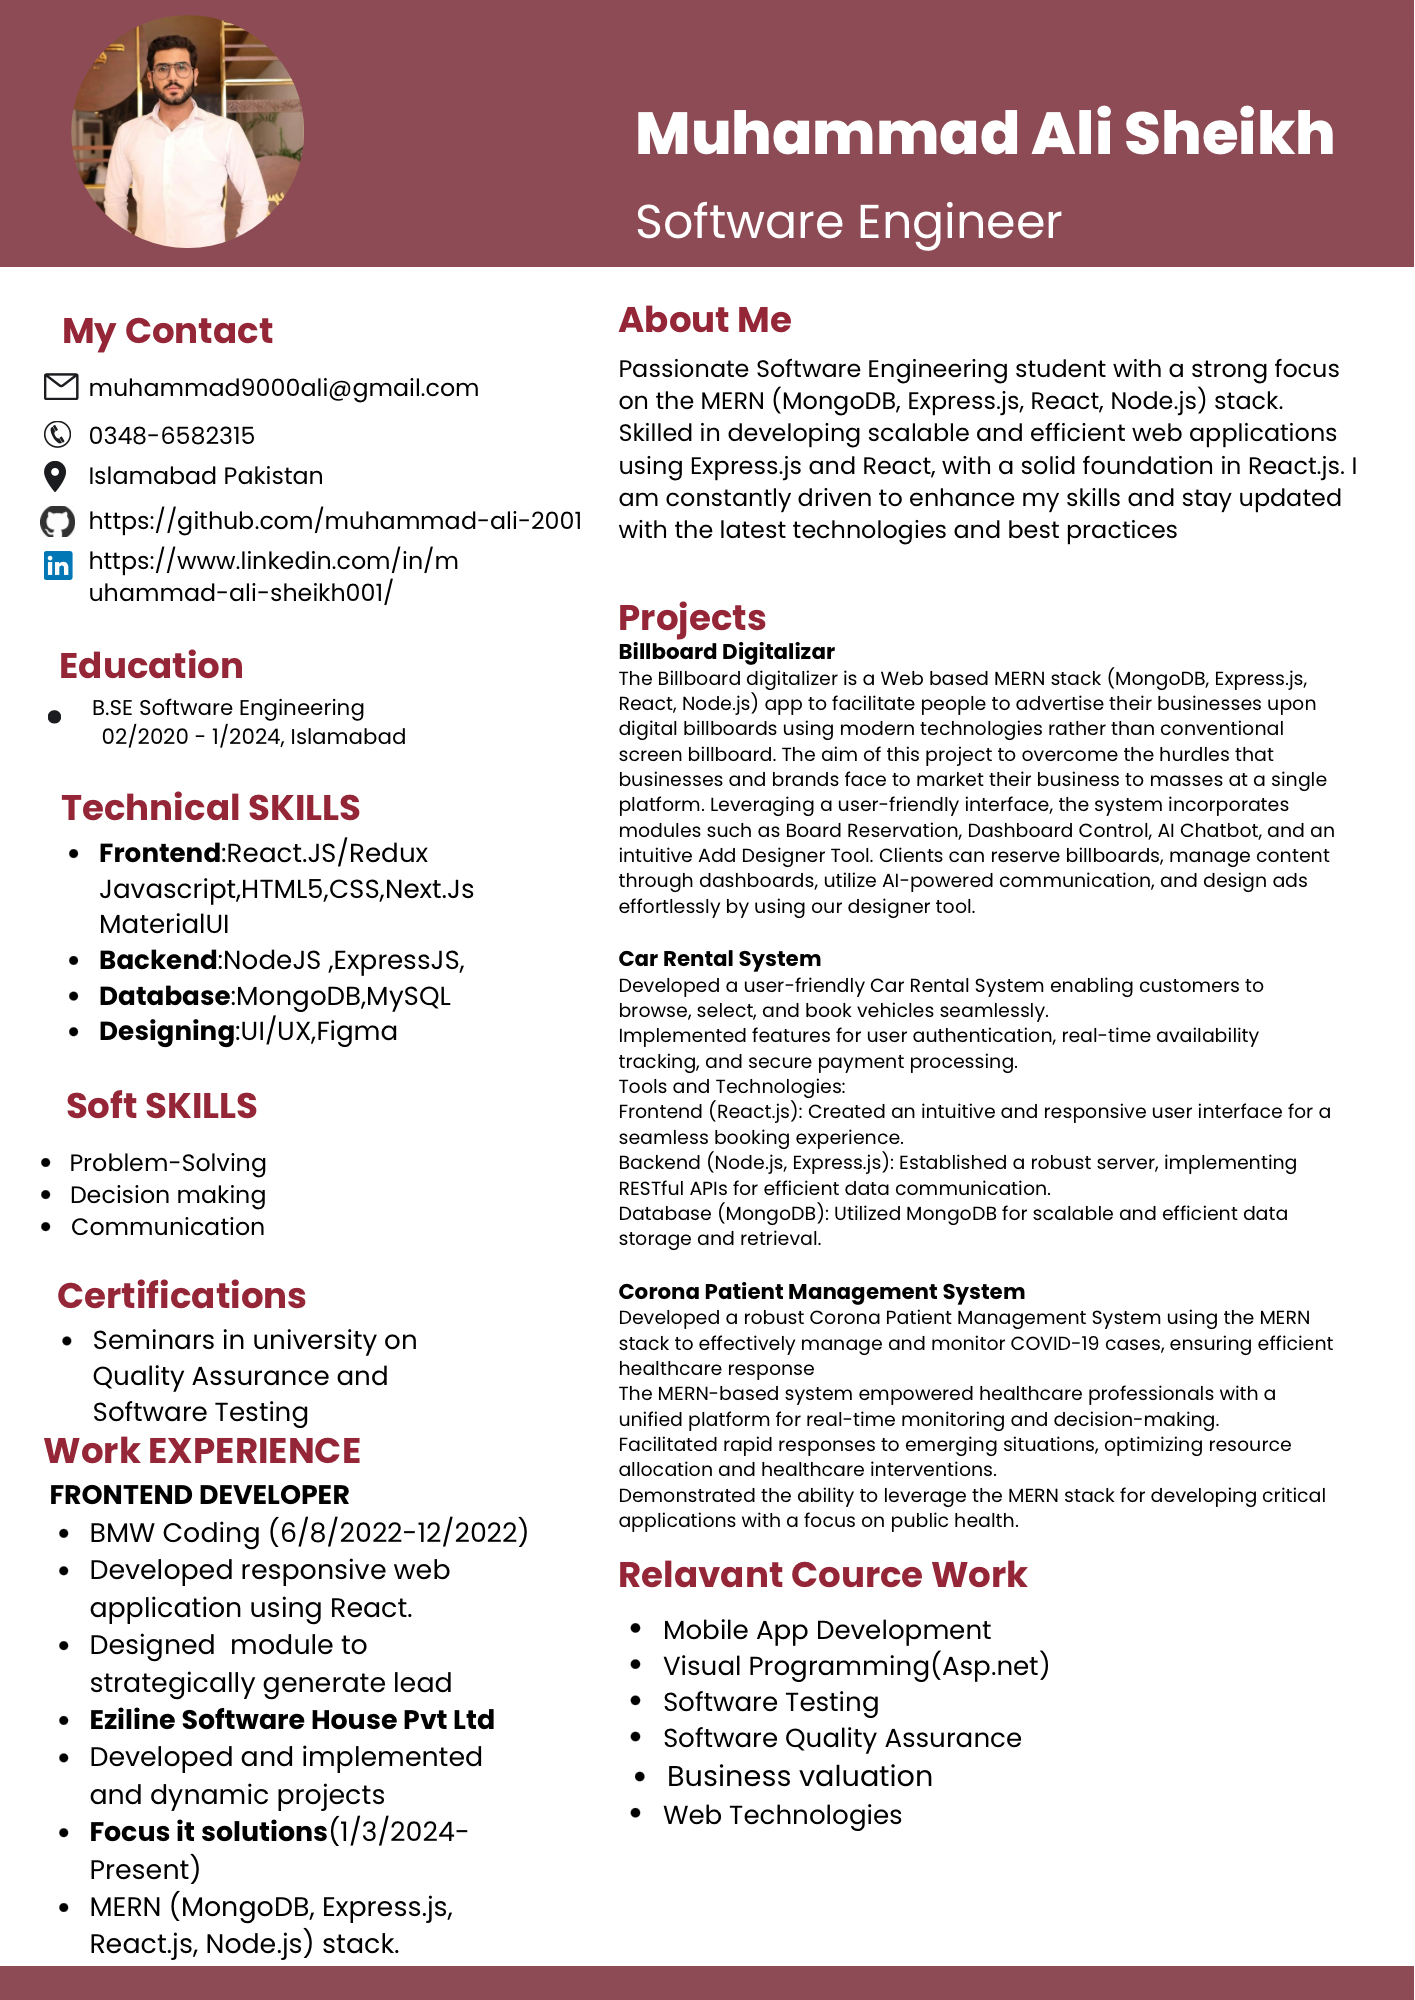 Muhammad Ali Sheikh
Software Engineer
My Contact
muhammad9000ali@gmail.com
0348-6582315
Islamabad Pakistan
https://github.com/muhammad-ali-2001
in https://www.linkedin.com/in/m
uhammad-ali-sheikh001/
Education
B.SE Software Engineering
02/2020 - 1/2024, Islamabad
Technical SKILLS
• Frontend:React.JS/Redux
Javascript,HTML5,CSS,Next.Js
MaterialUI
• Backend:NodeJS ,ExpressJS,
• Database:MongoDB,MySQL
• Designing:UI/UX,Figma
Soft SKILLS
• Problem-Solving
• Decision making
• Communication
Certifications
• Seminars in university on
Quality Assurance and
Software Testing
Work EXPERIENCE
FRONTEND DEVELOPER
• BMW Coding (6/8/2022-12/2022)
• Developed responsive web
application using React.
• Designed  module to
strategically generate lead
• Eziline Software House Pvt Ltd
• Developed and implemented
and dynamic projects
• Focus it solutions(1/3/2024-
Present)
• MERN (MongoDB, Express.js,
React.js, Node.js) stack.
About Me
Passionate Software Engineering student with a strong focus
on the MERN (MongoDB, Express.js, React, Node.js) stack.
Skilled in developing scalable and efficient web applications
using Express.js and React, with a solid foundation in React.js. I
am constantly driven to enhance my skills and stay updated
with the latest technologies and best practices
Projects
Billboard Digitalizar
The Billboard digitalizer is a Web based MERN stack (MongoDB, Express.js,
React, Node.js) app to facilitate people to advertise their businesses upon
digital billboards using modern technologies rather than conventional
screen billboard. The aim of this project to overcome the hurdles that
businesses and brands face to market their business to masses at a single
platform. Leveraging a user-friendly interface, the system incorporates
modules such as Board Reservation, Dashboard Control, AI Chatbot, and an
intuitive Add Designer Tool. Clients can reserve billboards, manage content
through dashboards, utilize AI-powered communication, and design ads
effortlessly by using our designer tool.
Car Rental System
Developed a user-friendly Car Rental System enabling customers to
browse, select, and book vehicles seamlessly.
Implemented features for user authentication, real-time availability
tracking, and secure payment processing.
Tools and Technologies:
Frontend (React.js): Created an intuitive and responsive user interface for a
seamless booking experience.
Backend (Node.js, Express.js): Established a robust server, implementing
RESTful APIs for efficient data communication.
Database (MongoDB): Utilized MongoDB for scalable and efficient data
storage and retrieval.
Corona Patient Management System
Developed a robust Corona Patient Management System using the MERN
stack to effectively manage and monitor COVID-19 cases, ensuring efficient
healthcare response
The MERN-based system empowered healthcare professionals with a
unified platform for real-time monitoring and decision-making.
Facilitated rapid responses to emerging situations, optimizing resource
allocation and healthcare interventions.
Demonstrated the ability to leverage the MERN stack for developing critical
applications with a focus on public health.
Relavant Cource Work
• Mobile App Development
• Visual Programming(Asp.net)
• Software Testing
• Software Quality Assurance
• Business valuation
• Web Technologies